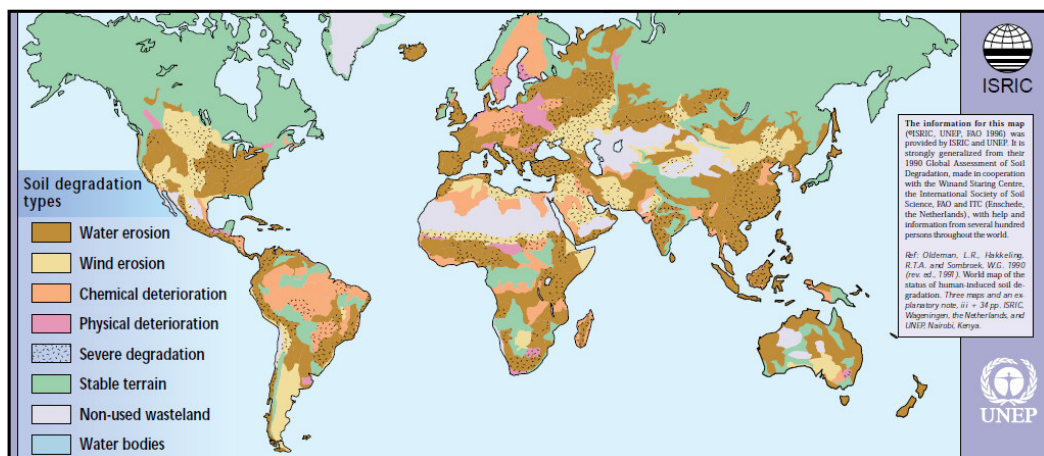 Soil degradation
types
Water erosion
Wind erosion
Chemical deterioration
Physical deterioration
Severe degradation
Stable terrain
Non-used wasteland
Water bodies
ISRIC
The information for this map
(©ISRIC, UNEP, FAO 1996) was
provided by ISRIC and UNEP. It is
strongly generalized from their
1990 Global Assessment of Soil
Degradation, made in cooperation
with the Winand Staring Centre,
the International Society of Soil
Science, FAO and ITC (Enschede,
the Netherlands), with help and
information from several hundred
persons throughout the world.
Ref: Oldeman, L.R., Hakkeling,
R.T.A. and Sombroek, W.G. 1990
(rev. ed., 1991). World map of the
status of human-induced soil de-
gradation. Three maps and an ex-
planatory note, iii + 34 pp. ISRIC,
Wageningen, the Netherlands, and
UNEP, Nairobi, Kenya.
UNEP